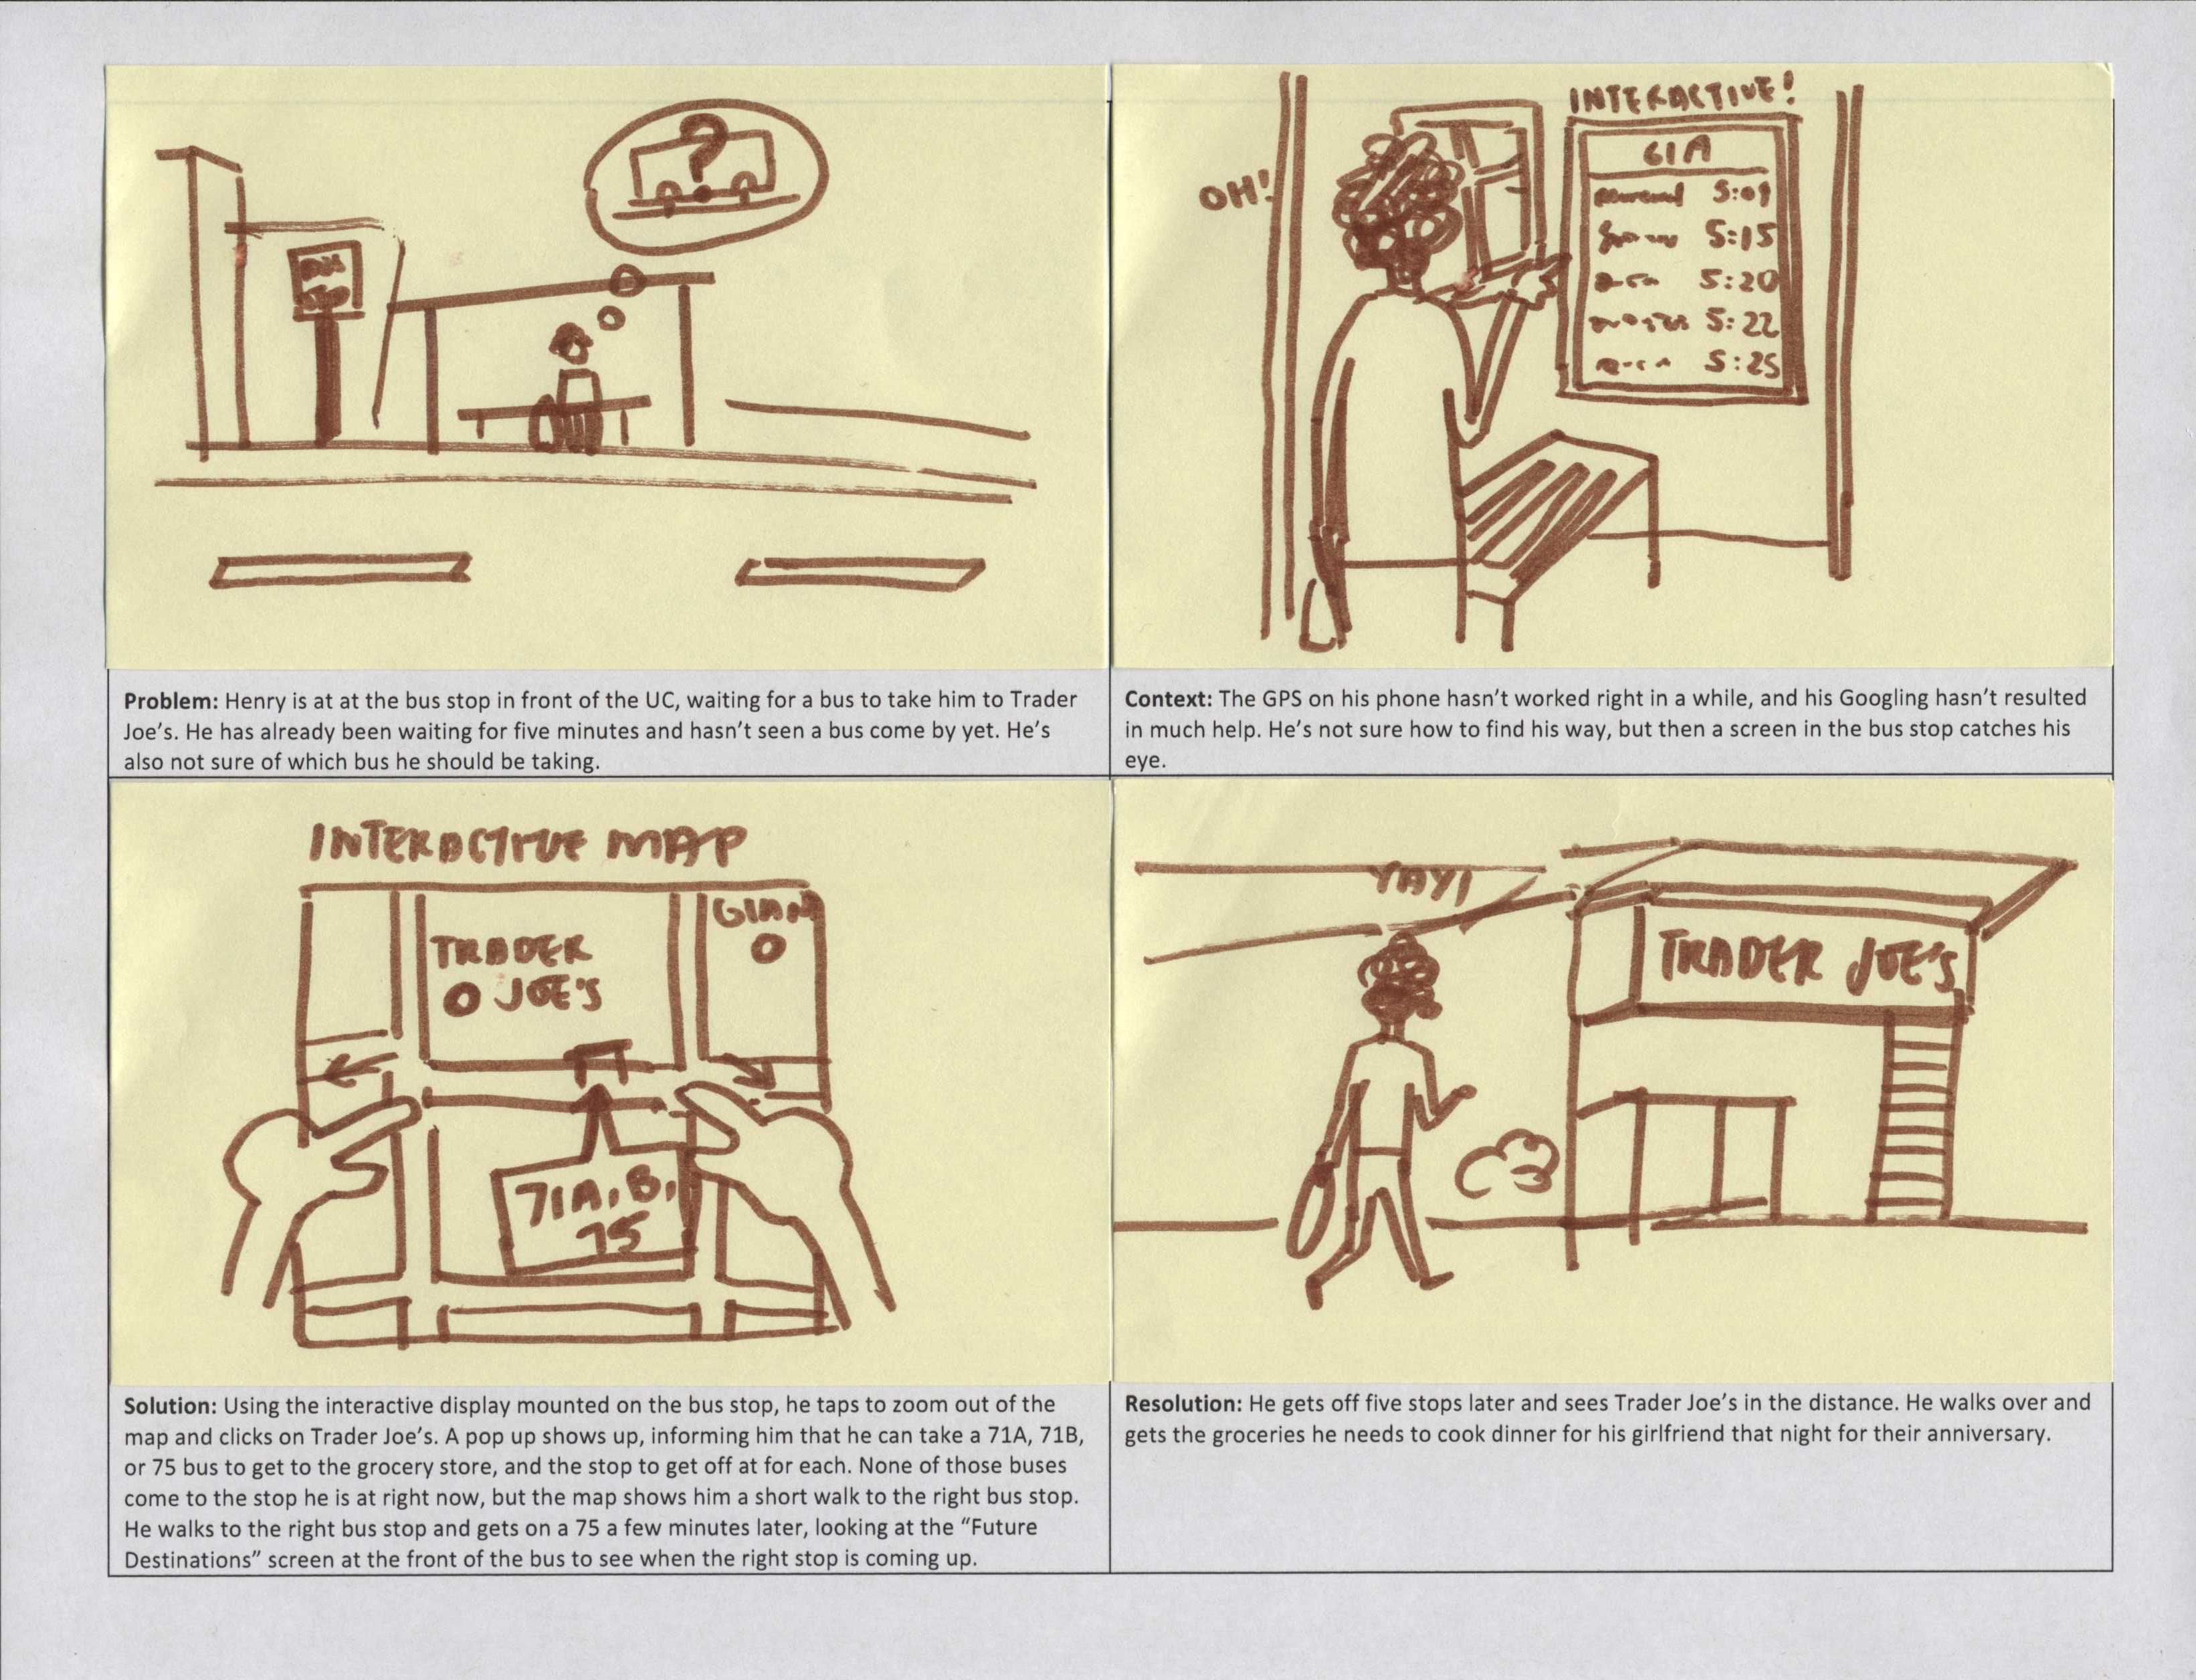 INTERACTIVE!
OH!
61A
5:09
5:15
5:20
5:22
5:25
Problem: Henry is at at the bus stop in front of the UC, waiting for a bus to take him to Trader
Joe's. He has already been waiting for five minutes and hasn't seen a bus come by yet. He's
also not sure of which bus he should be taking.
Context: The GPS on his phone hasn't worked right in a while, and his Googling hasn't resulted
in much help. He's not sure how to find his way, but then a screen in the bus stop catches his
eye.
INTERACTIVE MAP
TRADER
JOE'S
71A, B,
75
YAY!
TRADER JOE'S
Solution: Using the interactive display mounted on the bus stop, he taps to zoom out of the
map and clicks on Trader Joe's. A pop up shows up, informing him that he can take a 71A, 71B,
or 75 bus to get to the grocery store, and the stop to get off at for each. None of those buses
come to the stop he is at right now, but the map shows him a short walk to the right bus stop.
He walks to the right bus stop and gets on a 75 a few minutes later, looking at the “Future
Destinations” screen at the front of the bus to see when the right stop is coming up.
Resolution: He gets off five stops later and sees Trader Joe's in the distance. He walks over and
gets the groceries he needs to cook dinner for his girlfriend that night for their anniversary.